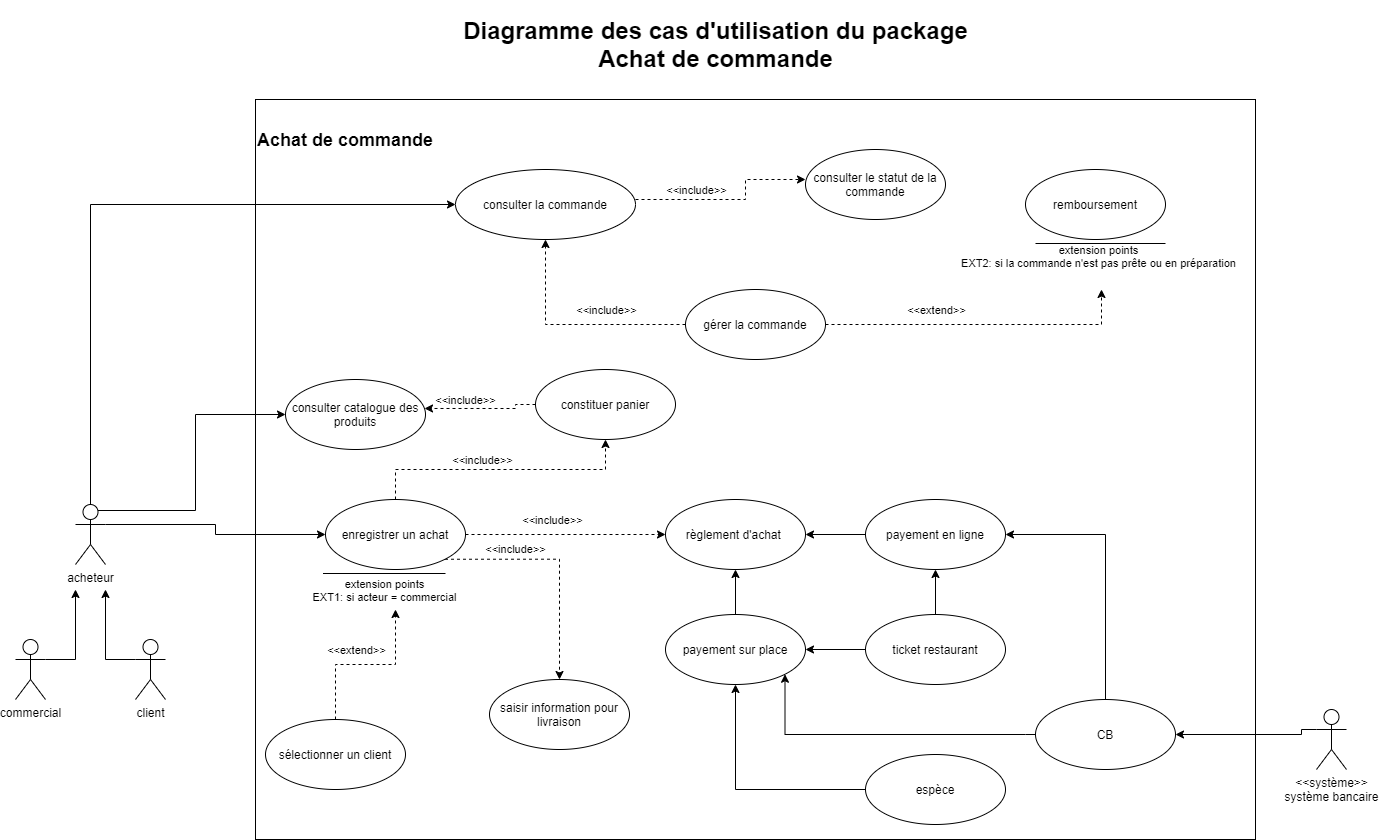 Diagramme des cas d'utilisation du package
Achat de commande
Achat de commande
consulter le statut de la
commande
<<include>>
consulter la commande
remboursement
extension points
EXT2: si la commande n'est pas prête ou en préparation
<<include>>
gérer la commande
<<extend>>
consulter catalogue des
produits
<<include>>
constituer panier
<<include>>
enregistrer un achat
<<include>>
règlement d'achat
payement en ligne
<<include>>
acheteur
extension points
EXT1: si acteur = commercial
<<extend>>
payement sur place
ticket restaurant
commercial
client
saisir information pour
livraison
sélectionner un client
CB
espèce
<<système>>
système bancaire